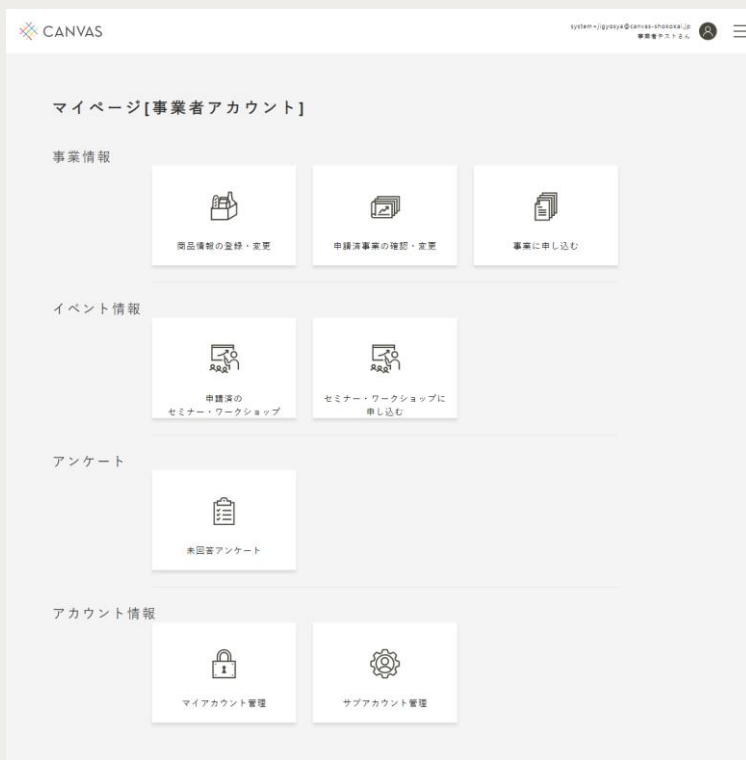 CANVAS
system+jigyosya@canvas-shokokai.jp
事業者テストさん
マイページ[事業者アカウント]
事業情報
商品情報の登録・変更
申請済事業の確認・変更
事業に申し込む
イベント情報
申請済の
セミナー・ワークショップ
セミナー・ワークショップに
申し込む
アンケート
未回答アンケート
アカウント情報
マイアカウント管理
サブアカウント管理